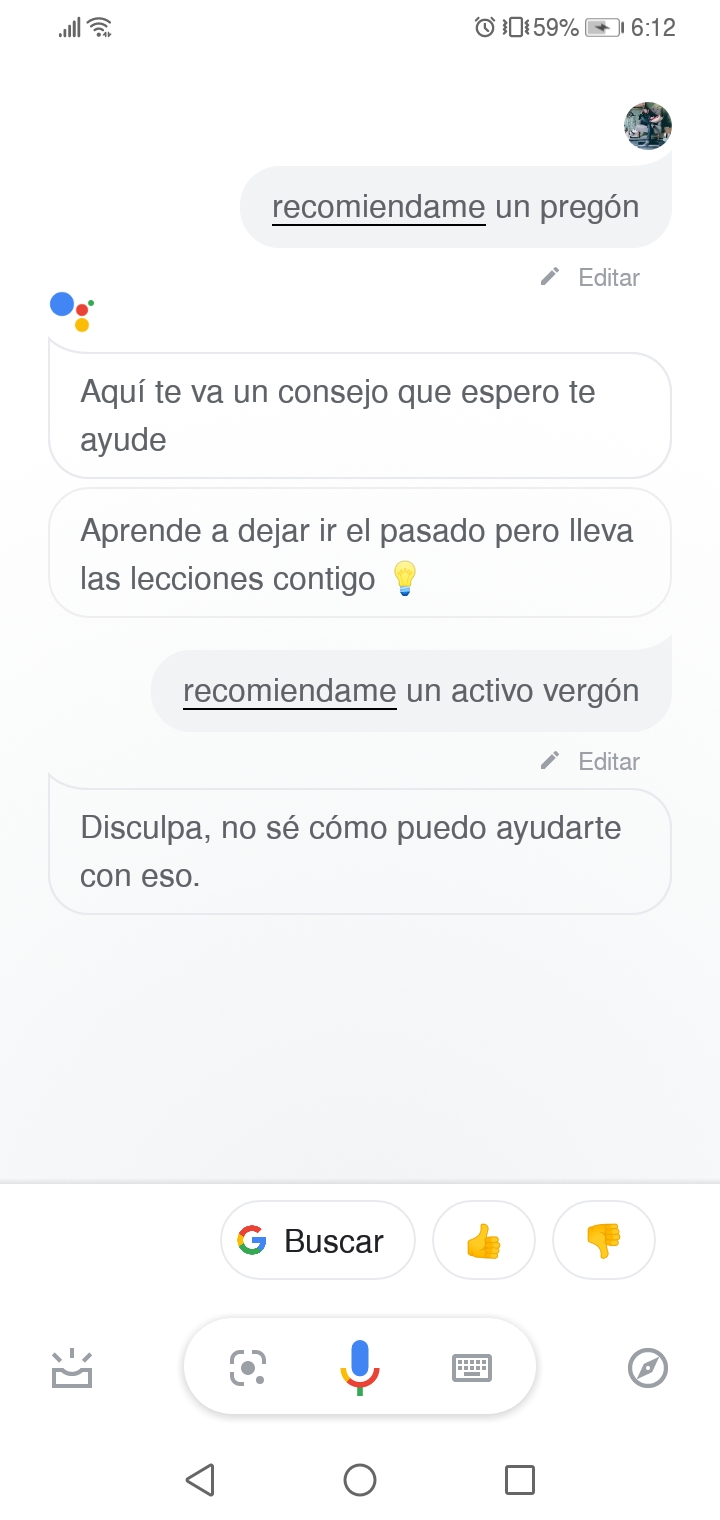 59% 6:12
recomiendame un pregón
Editar
Aquí te va un consejo que espero te
ayude
Aprende a dejar ir el pasado pero lleva
las lecciones contigo 💡
recomiendame un activo vergón
Editar
Disculpa, no sé cómo puedo ayudarte
con eso.
G Buscar 👍 👎